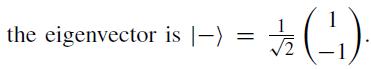 the eigenvector is |−⟩ = 1/√2 (1 −1).